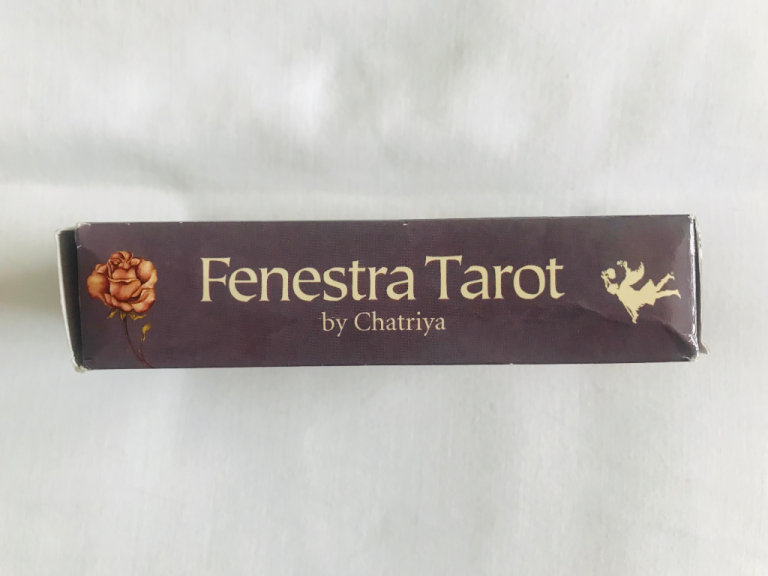 Fenestra Tarot
by Chatriya